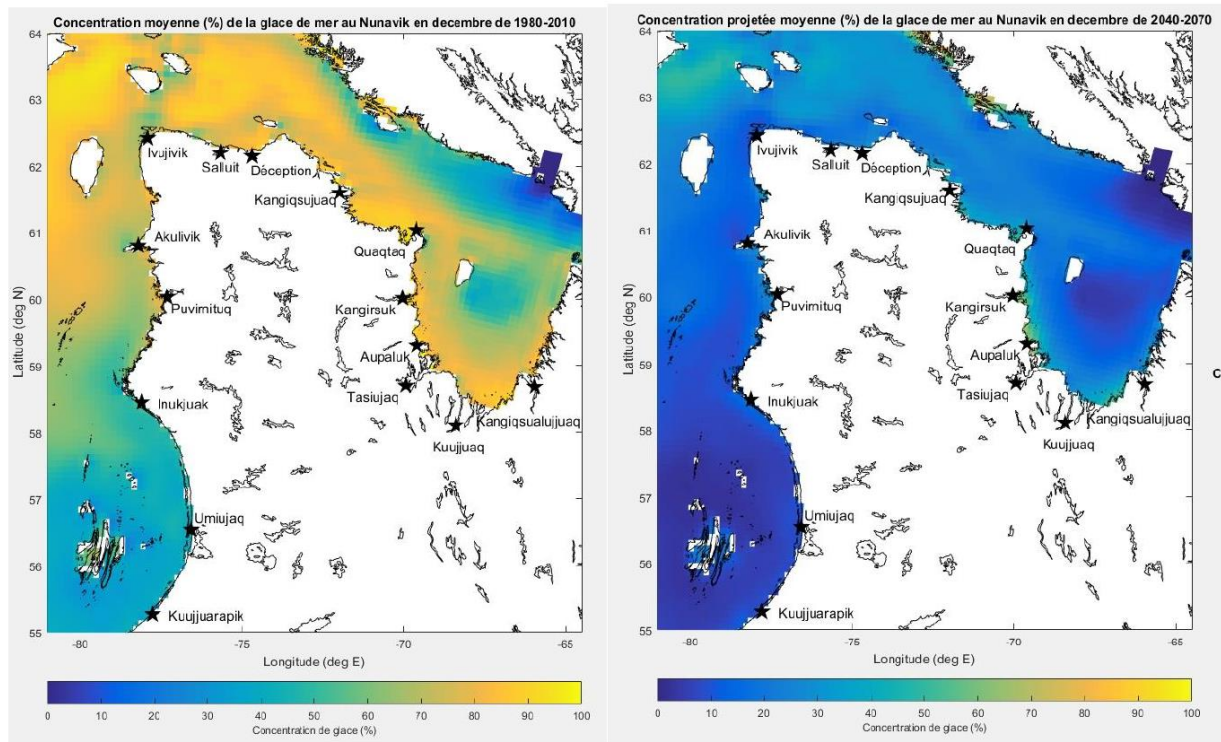 Concentration moyenne (%) de la glace de mer au Nunavik en decembre de 1980-2010
64
63
62
61
60
59
58
57
56
55
Latitude (deg N)
Ivujivik
Salluit
Déception
Kangiqsujuaq
Akulivik
Quaqtaq
Puvirnituq
Kangirsuk
Aupaluk
Tasiujaq
Inukjuak
Kangiqsualujjuaq
Kuujjuaq
Umiujaq
Kuujjuarapik
-80 -75 -70 -65
Longitude (deg E)
0 10 20 30 40 50 60 70 80 90 100
Concentration de glace (%)
Concentration projetée moyenne (%) de la glace de mer au Nunavik en decembre de 2040-2070
64
63
62
61
60
59
58
57
56
55
Latitude (deg N)
Ivujivik
Salluit
Déception
Kangiqsujuaq
Akulivik
Quaqtaq
Puvirnituq
Kangirsuk
Aupaluk
Tasiujaq
Inukjuak
Kangiqsualujjuaq
Kuujjuaq
Umiujaq
Kuujjuarapik
-80 -75 -70 -65
Longitude (deg E)
0 10 20 30 40 50 60 70 80 90 100
Concentration de glace (%)
C